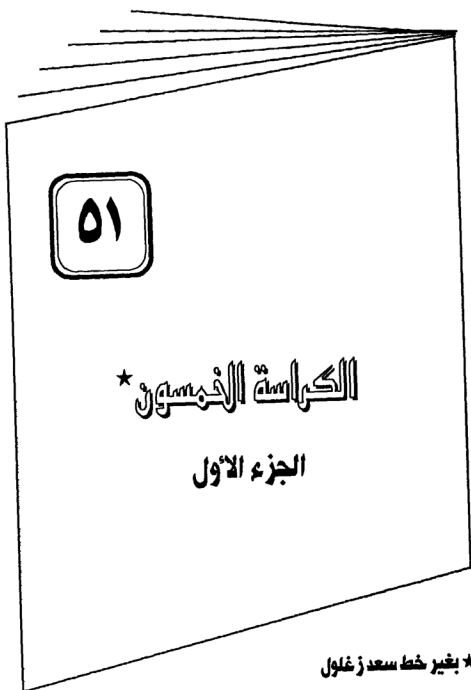 ٥١
الكراسة الخمسون*
الجزء الأول
* بغير خط سعد زغلول